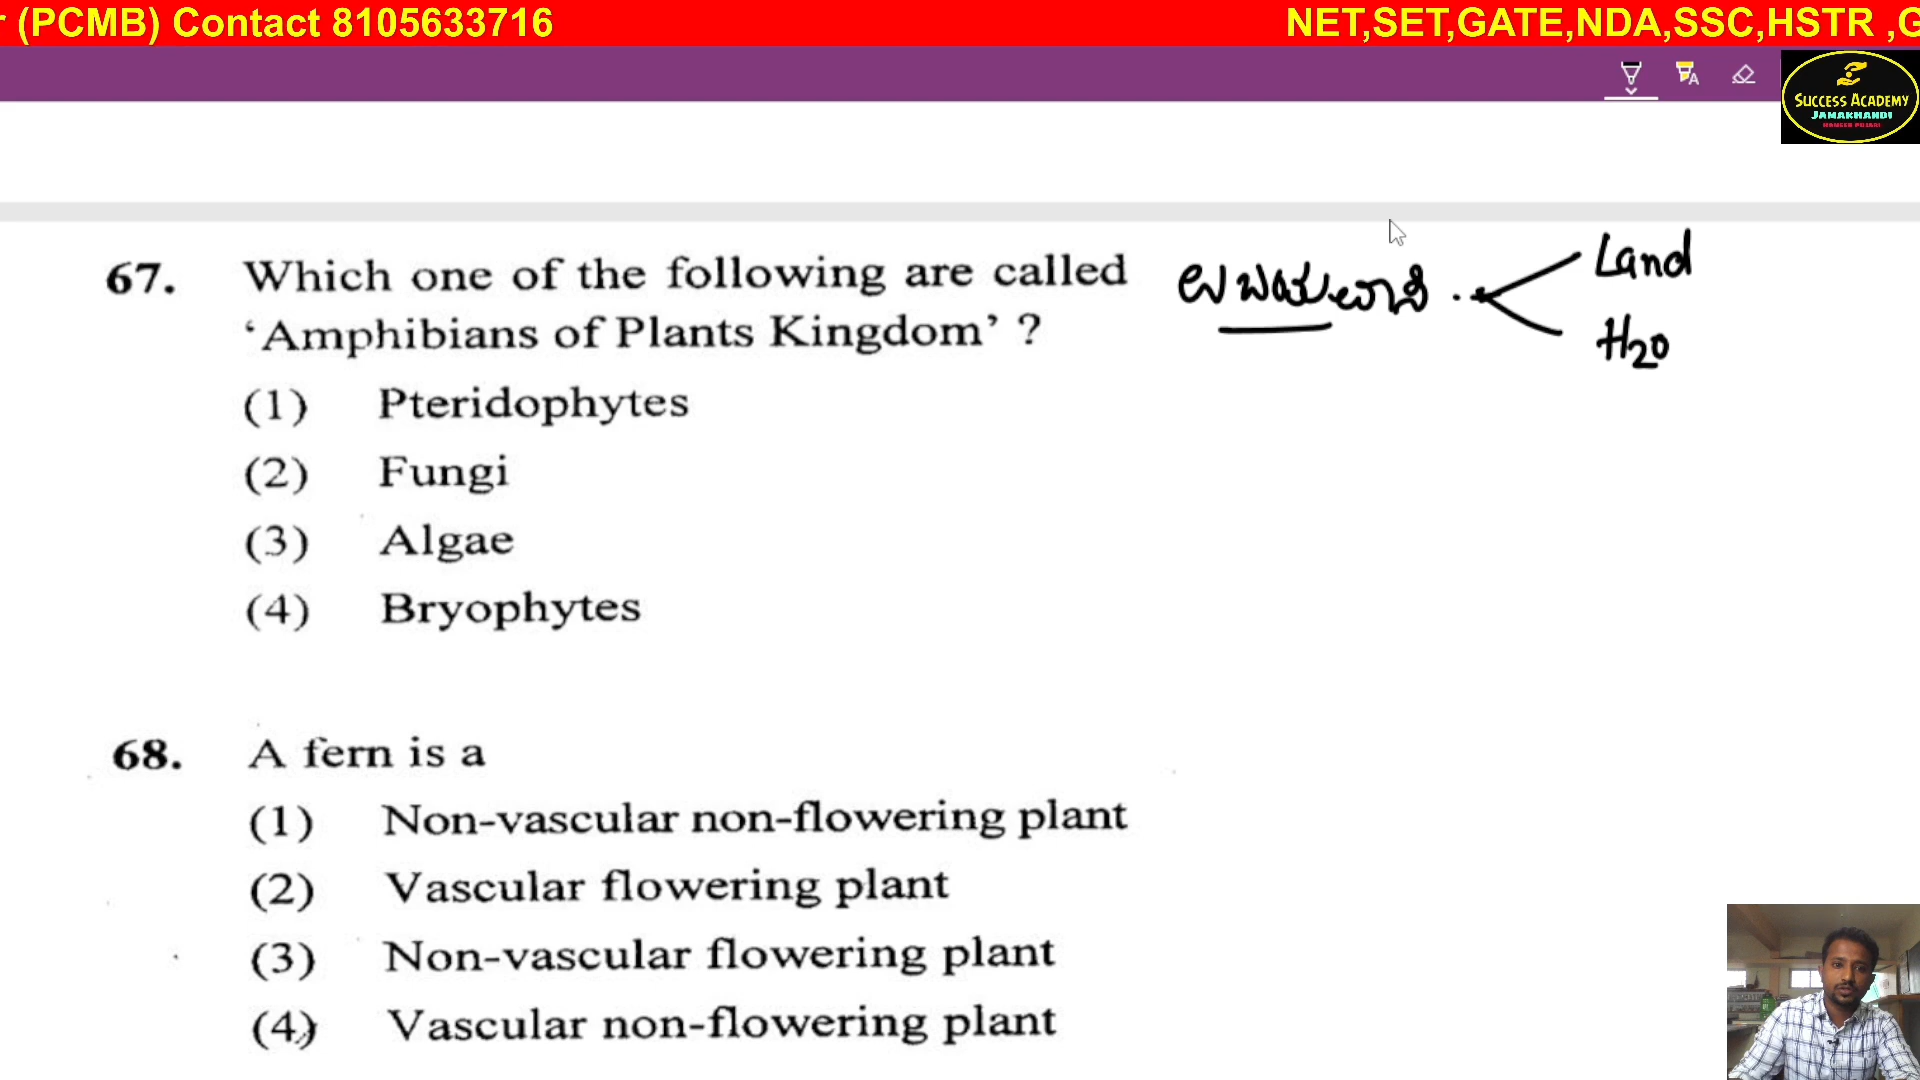 r (PCMB) Contact 8105633716
NET,SET,GATE,NDA,SSC,HSTR ,G
SUCCESS ACADEMY
JAMAKHANDI
67. Which one of the following are called
‘Amphibians of Plants Kingdom’ ?
(1) Pteridophytes
(2) Fungi
(3) Algae
(4) Bryophytes
ಉಭಯವಾಸಿ
Land
H2O
68. A fern is a
(1) Non-vascular non-flowering plant
(2) Vascular flowering plant
(3) Non-vascular flowering plant
(4) Vascular non-flowering plant